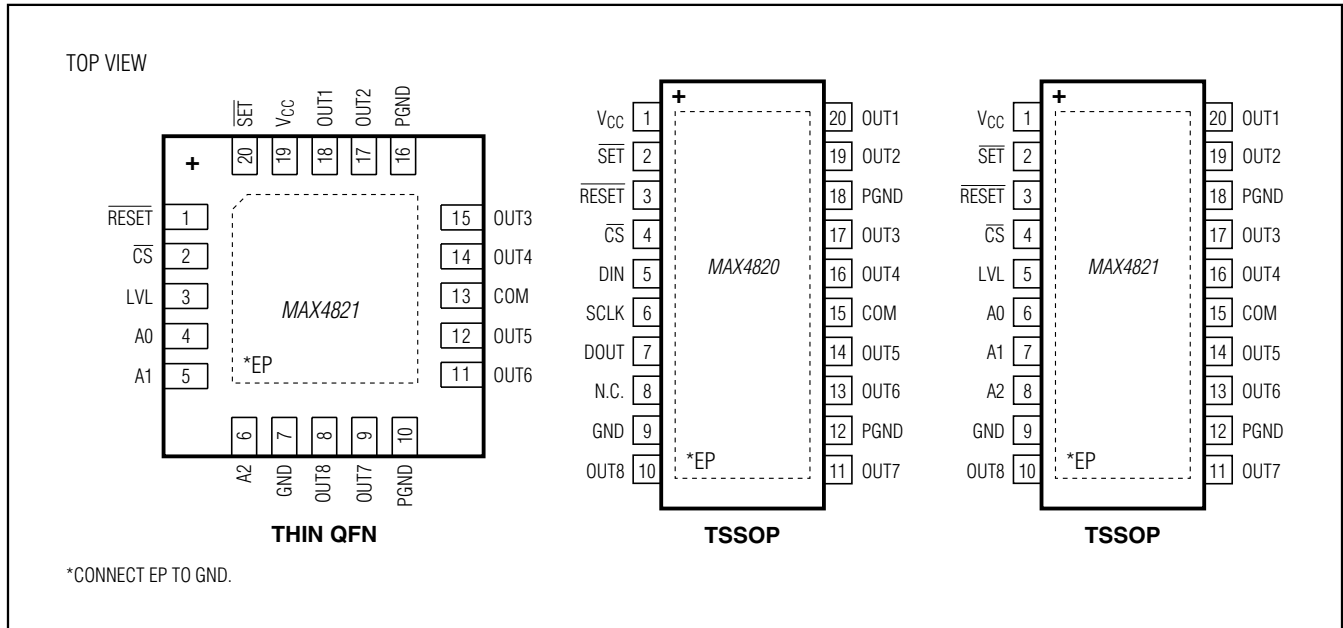 TOP VIEW
SET VCC OUT1 OUT2 PGND
20 19 18 17 16
+
RESET 1
CS 2
LVL 3
A0 4
A1 5
15 OUT3
14 OUT4
13 COM
12 OUT5
11 OUT6
MAX4821
*EP
6 7 8 9 10
A2 GND OUT8 OUT7 PGND
THIN QFN
+
VCC 1 20 OUT1
SET 2 19 OUT2
RESET 3 18 PGND
CS 4 17 OUT3
DIN 5 MAX4820 16 OUT4
SCLK 6 15 COM
DOUT 7 14 OUT5
N.C. 8 13 OUT6
GND 9 12 PGND
OUT8 10 *EP 11 OUT7
TSSOP
+
VCC 1 20 OUT1
SET 2 19 OUT2
RESET 3 18 PGND
CS 4 17 OUT3
LVL 5 MAX4821 16 OUT4
A0 6 15 COM
A1 7 14 OUT5
A2 8 13 OUT6
GND 9 12 PGND
OUT8 10 *EP 11 OUT7
TSSOP
*CONNECT EP TO GND.